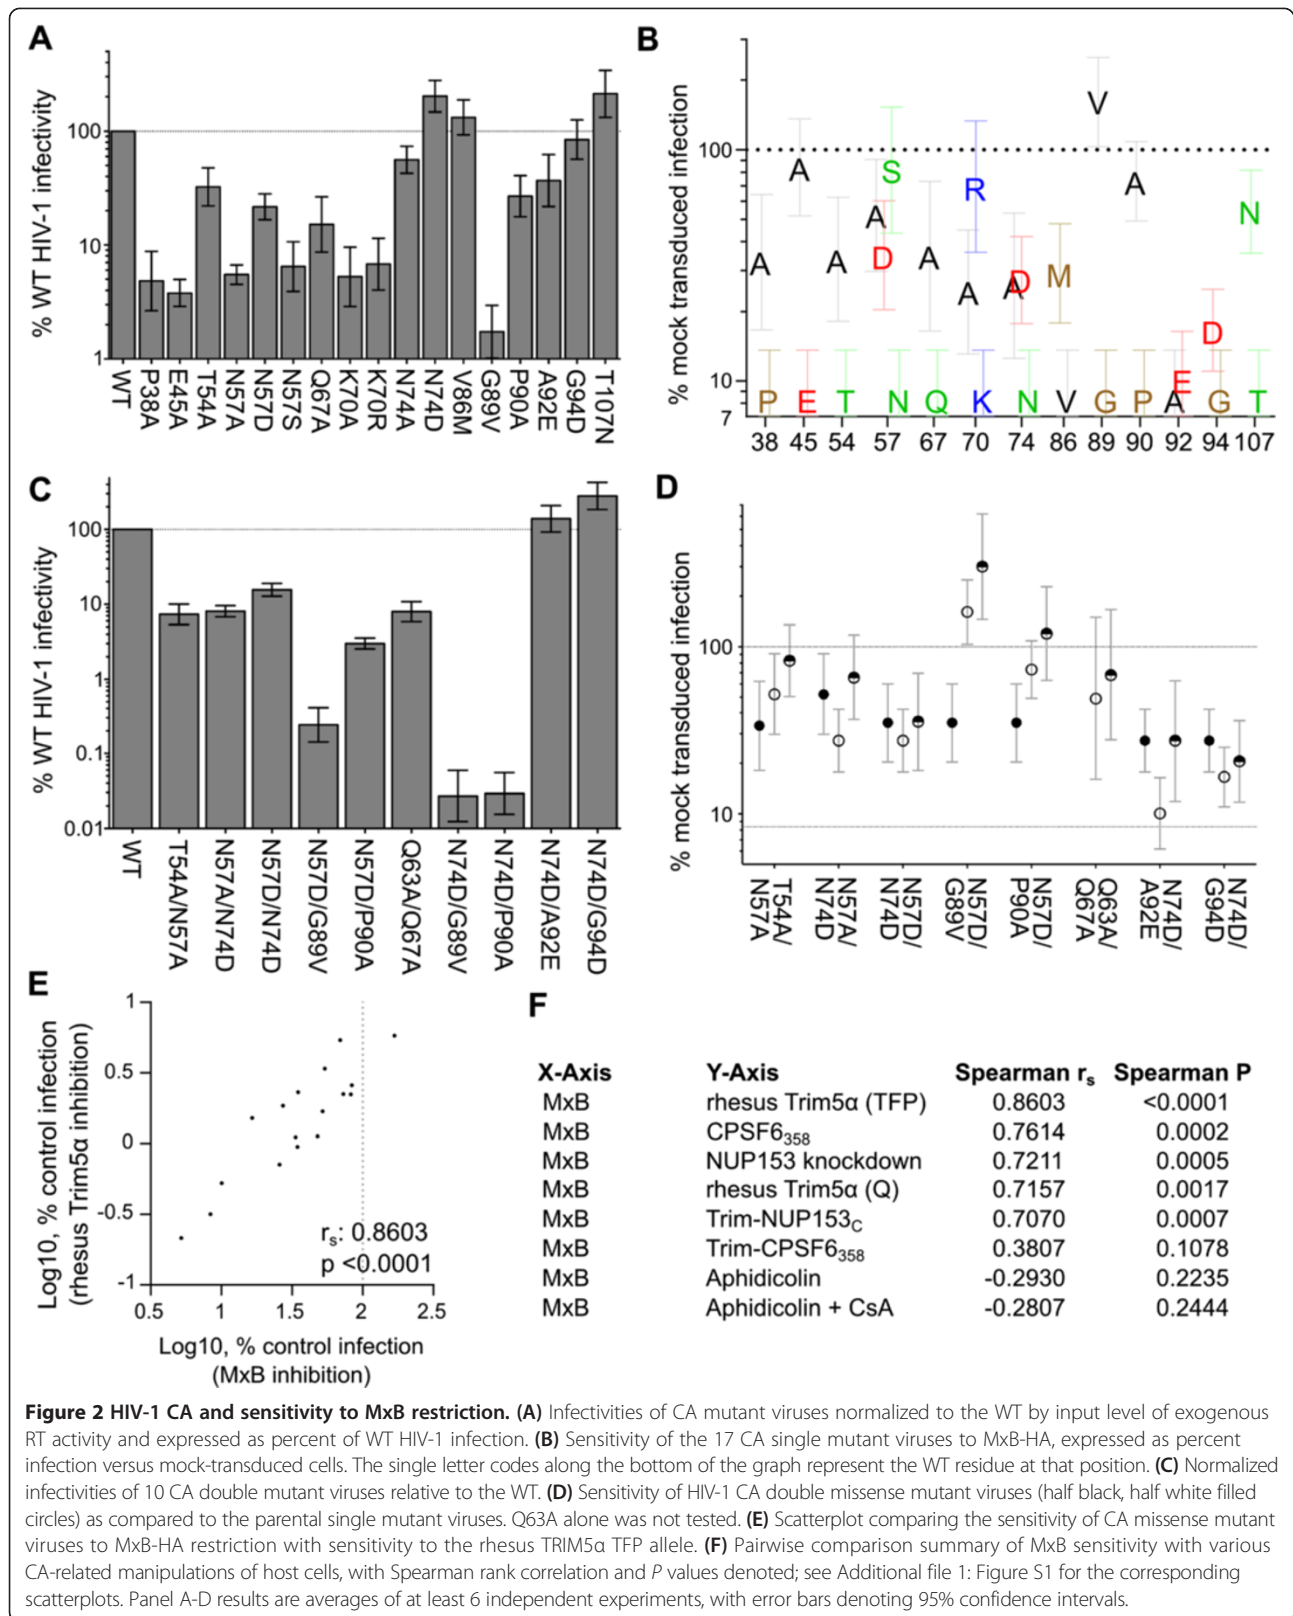 A
% WT HIV-1 infectivity
100
10
1
WT
P38A
E45A
T54A
N57A
N57D
N57S
Q67A
K70A
K70R
N74A
N74D
V86M
G89V
P90A
A92E
G94D
T107N
B
% mock transduced infection
100
10
7
A
A
A
A
S
D
A
A
R
A
D
M
V
A
E
D
N
P
E
T
N
Q
K
N
V
G
P
A
G
T
38 45 54 57 67 70 74 86 89 90 92 94 107
C
% WT HIV-1 infectivity
100
10
1
0.1
0.01
WT
T54A/N57A
N57A/N74D
N57D/N74D
N57D/G89V
N57D/P90A
Q63A/Q67A
N74D/G89V
N74D/P90A
N74D/A92E
N74D/G94D
D
% mock transduced infection
100
10
T54A/
N57A
N57A/
N74D
N57D/
N74D
N57D/
G89V
N57D/
P90A
Q63A/
Q67A
N74D/
A92E
N74D/
G94D
E
Log10, % control infection
(rhesus Trim5α inhibition)
1
0.5
0
-0.5
-1
rs: 0.8603
p <0.0001
0.5 1 1.5 2 2.5
Log10, % control infection
(MxB inhibition)
F
X-Axis Y-Axis Spearman rs Spearman P
MxB rhesus Trim5α (TFP) 0.8603 <0.0001
MxB CPSF6358 0.7614 0.0002
MxB NUP153 knockdown 0.7211 0.0005
MxB rhesus Trim5α (Q) 0.7157 0.0017
MxB Trim-NUP153C 0.7070 0.0007
MxB Trim-CPSF6358 0.3807 0.1078
MxB Aphidicolin -0.2930 0.2235
MxB Aphidicolin + CsA -0.2807 0.2444
Figure 2 HIV-1 CA and sensitivity to MxB restriction. (A) Infectivities of CA mutant viruses normalized to the WT by input level of exogenous
RT activity and expressed as percent of WT HIV-1 infection. (B) Sensitivity of the 17 CA single mutant viruses to MxB-HA, expressed as percent
infection versus mock-transduced cells. The single letter codes along the bottom of the graph represent the WT residue at that position. (C) Normalized
infectivities of 10 CA double mutant viruses relative to the WT. (D) Sensitivity of HIV-1 CA double missense mutant viruses (half black, half white filled
circles) as compared to the parental single mutant viruses. Q63A alone was not tested. (E) Scatterplot comparing the sensitivity of CA missense mutant
viruses to MxB-HA restriction with sensitivity to the rhesus TRIM5α TFP allele. (F) Pairwise comparison summary of MxB sensitivity with various
CA-related manipulations of host cells, with Spearman rank correlation and P values denoted; see Additional file 1: Figure S1 for the corresponding
scatterplots. Panel A-D results are averages of at least 6 independent experiments, with error bars denoting 95% confidence intervals.